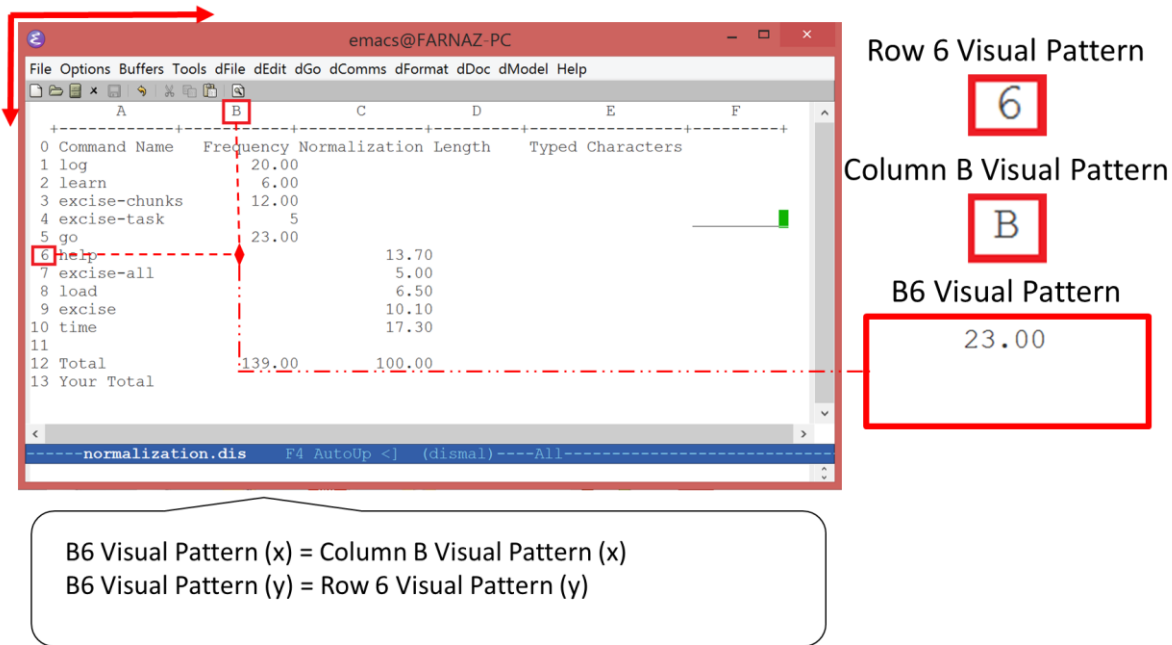 emacs@FARNAZ-PC
File Options Buffers Tools dFile dEdit dGo dComms dFormat dDoc dModel Help
A B C D E F
+------------+-----------+-------------+---------+----------------+---------+
0 Command Name Frequency Normalization Length Typed Characters
1 log 20.00
2 learn 6.00
3 excise-chunks 12.00
4 excise-task 5
5 go 23.00
6 help 13.70
7 excise-all 5.00
8 load 6.50
9 excise 10.10
10 time 17.30
11
12 Total 139.00 100.00
13 Your Total
------normalization.dis F4 AutoUp <] (dismal)----All---------------------------
Row 6 Visual Pattern
6
Column B Visual Pattern
B
B6 Visual Pattern
23.00
B6 Visual Pattern (x) = Column B Visual Pattern (x)
B6 Visual Pattern (y) = Row 6 Visual Pattern (y)